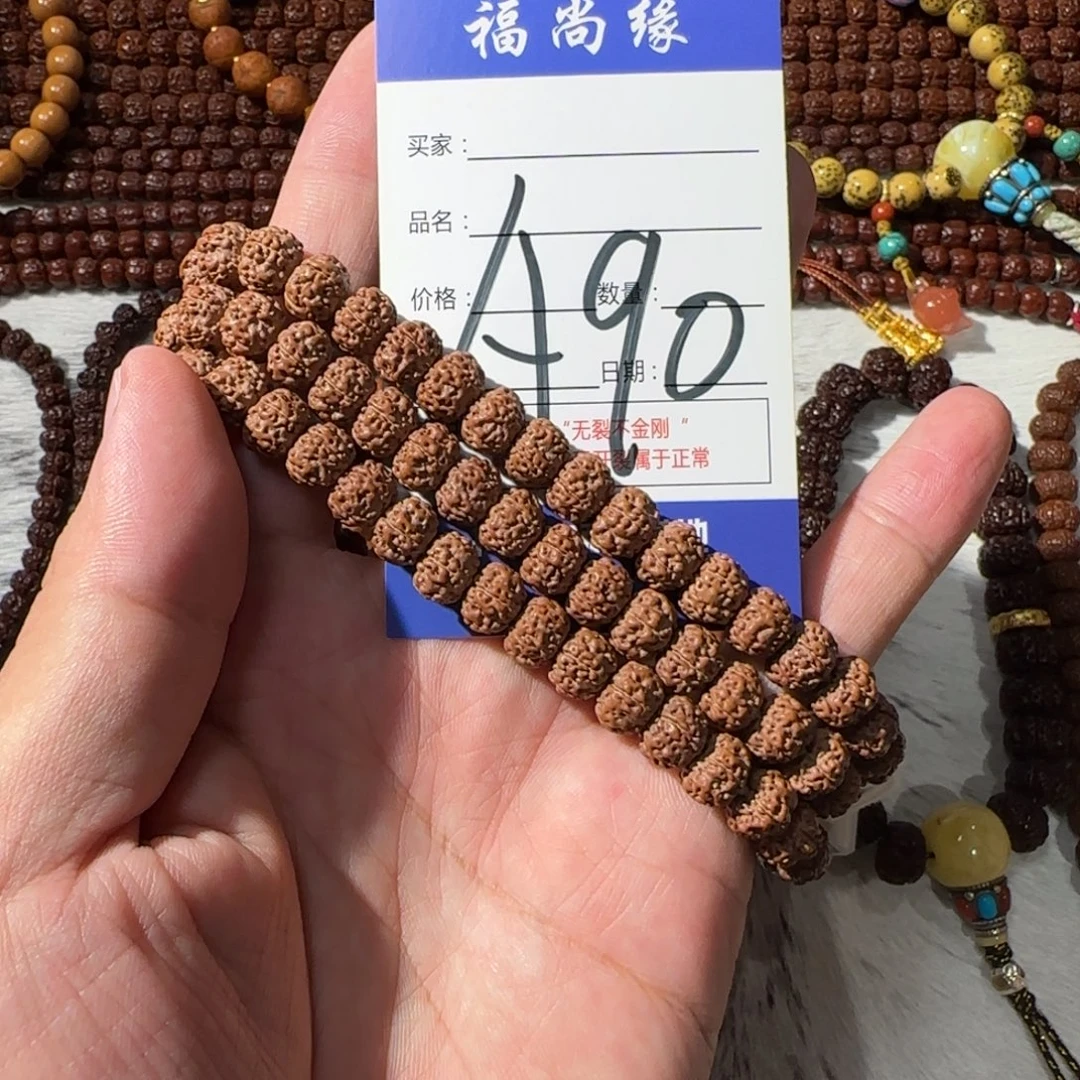 福尚缘
买家：
品名：
价格： 数量：
日期：
A90
“无裂不金刚“
开裂属于正常